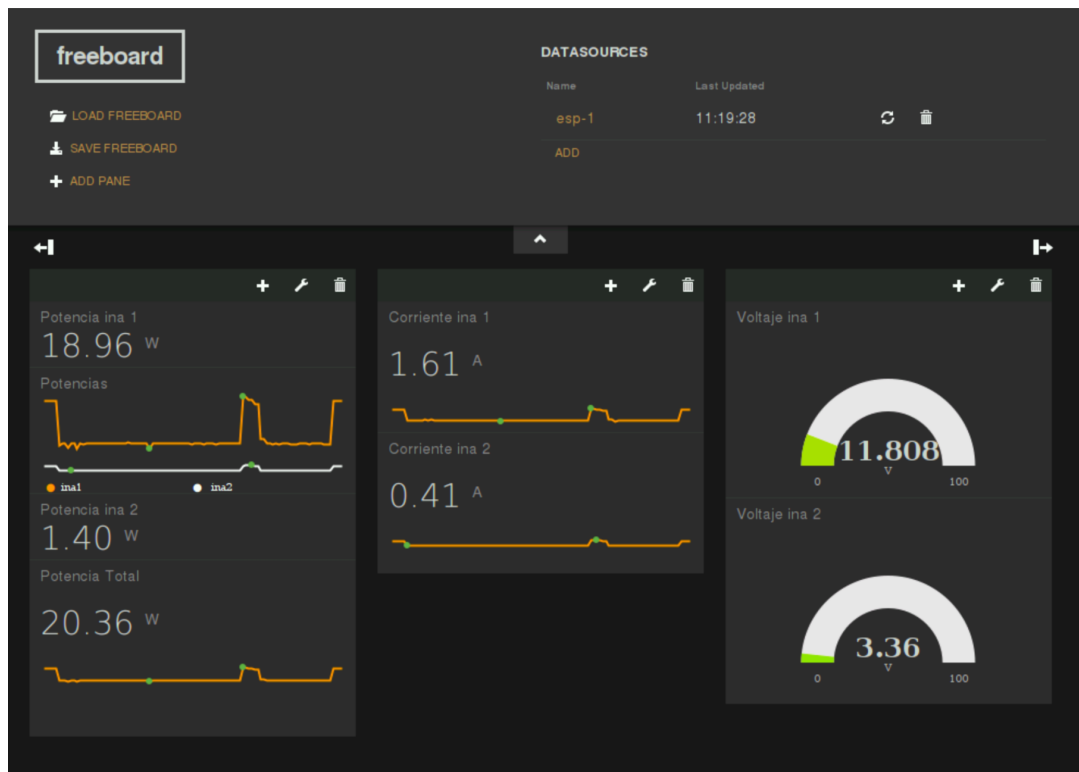 freeboard
LOAD FREEBOARD
SAVE FREEBOARD
ADD PANE
DATASOURCES
Name Last Updated
esp-1 11:19:28
ADD
Potencia ina 1
18.96 W
Potencias
ina1 ina2
Potencia ina 2
1.40 W
Potencia Total
20.36 W
Corriente ina 1
1.61 A
Corriente ina 2
0.41 A
Voltaje ina 1
11.808
V
0 100
Voltaje ina 2
3.36
V
0 100